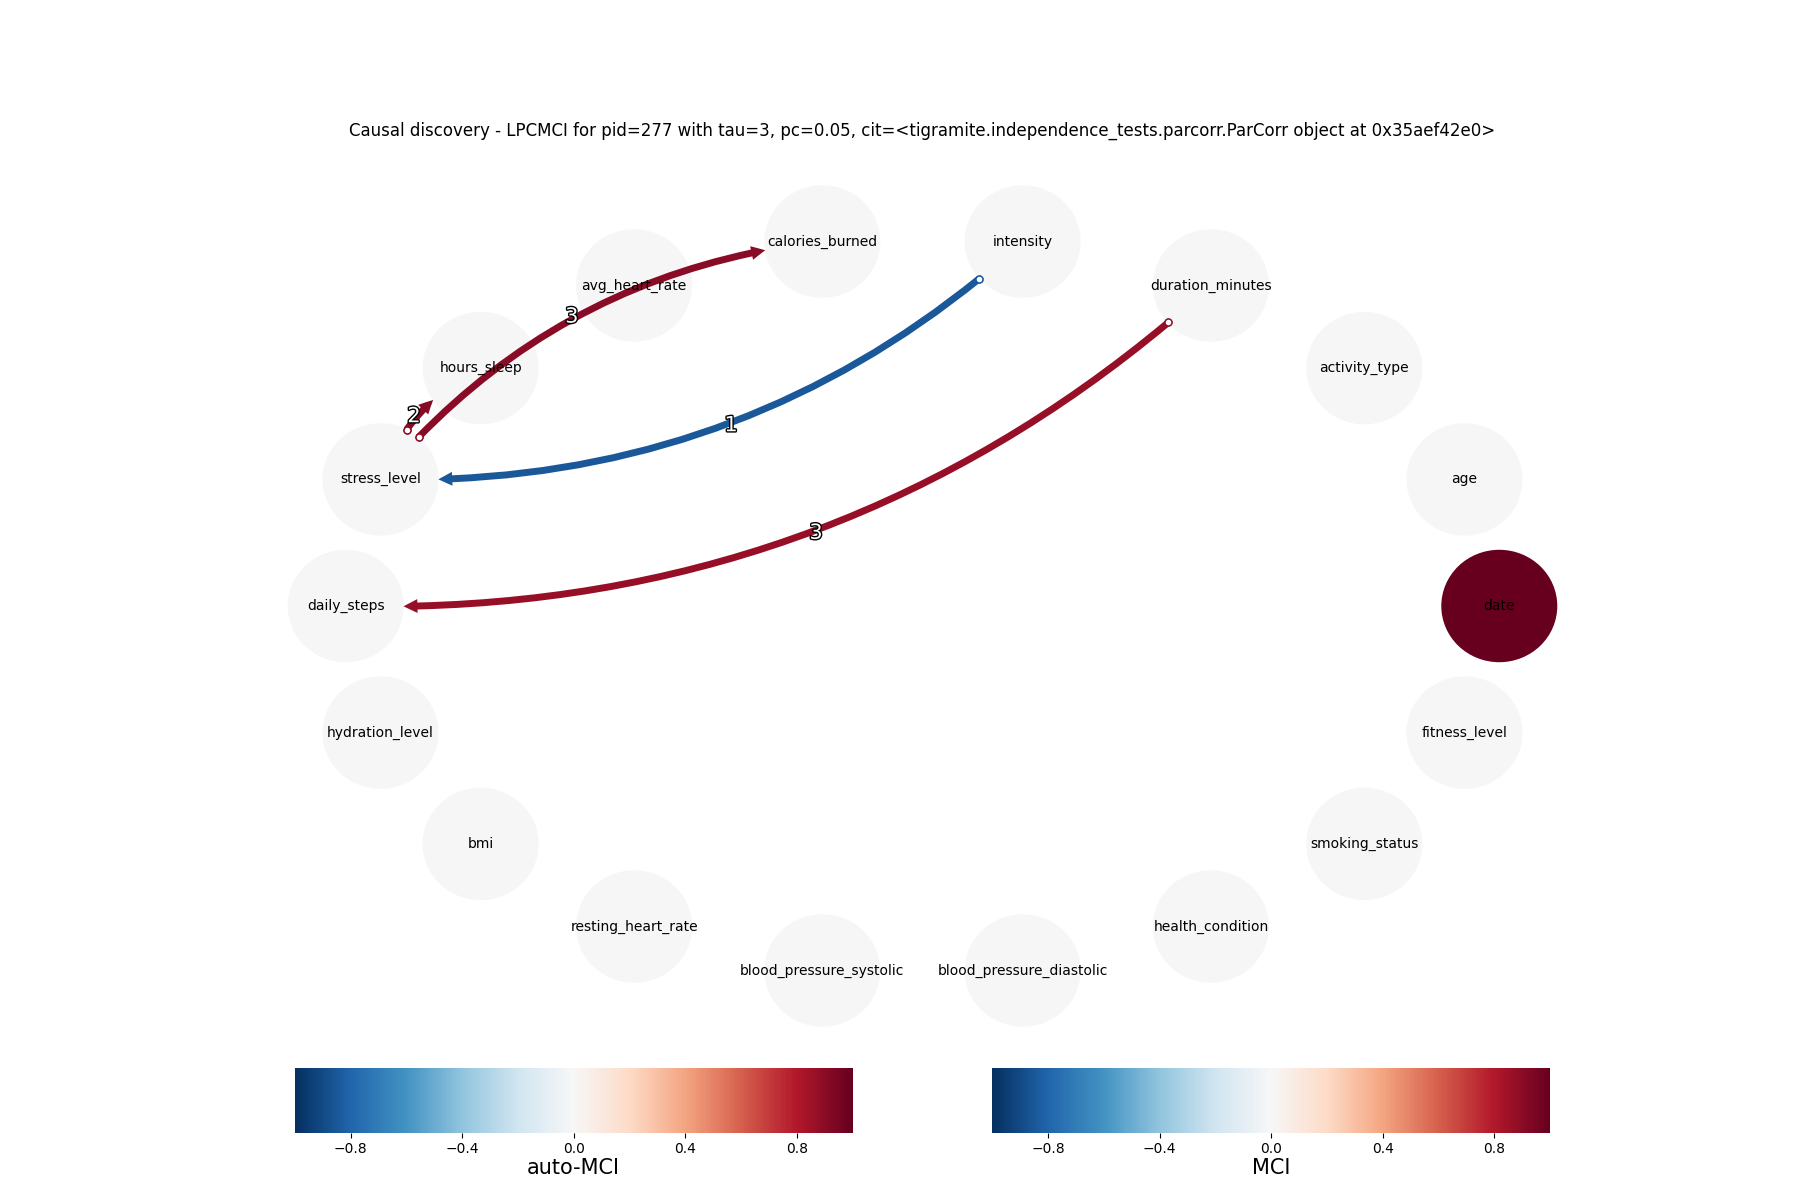 Causal discovery - LPCMCI for pid=277 with tau=3, pc=0.05, cit=<tigramite.independence_tests.parcorr.ParCorr object at 0x35aef42e0>
calories_burned
intensity
avg_heart_rate
duration_minutes
3
hours_sleep
activity_type
2
1
stress_level
age
3
daily_steps
date
hydration_level
fitness_level
bmi
smoking_status
resting_heart_rate
health_condition
blood_pressure_systolic
blood_pressure_diastolic
−0.8 −0.4 0.0 0.4 0.8
auto-MCI
−0.8 −0.4 0.0 0.4 0.8
MCI